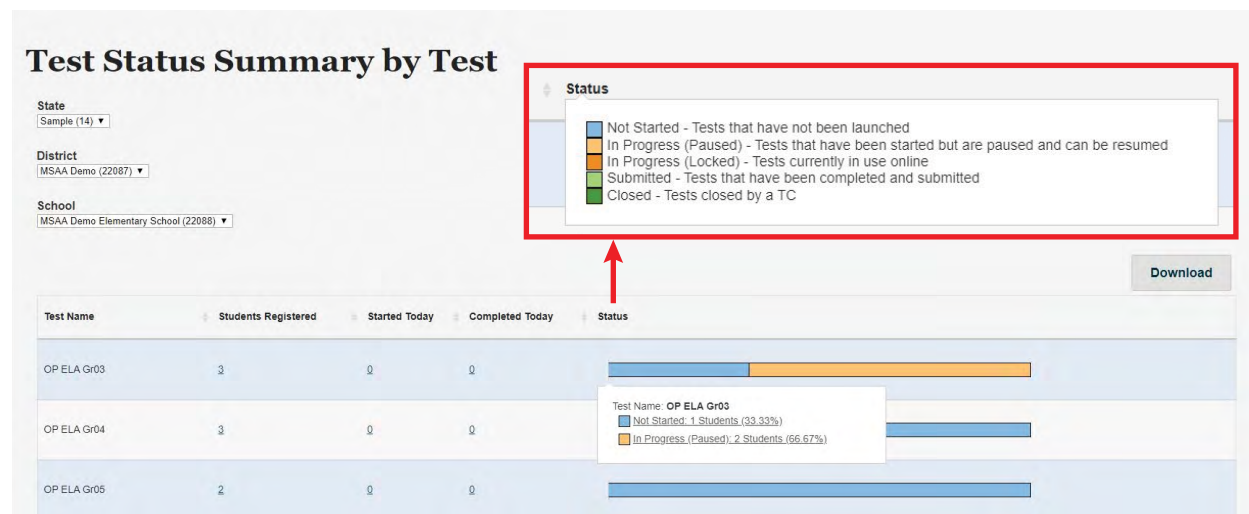 Test Status Summary by Test
State
Sample (14) ▼
District
MSAA Demo (22087) ▼
School
MSAA Demo Elementary School (22088) ▼
Status
Not Started - Tests that have not been launched
In Progress (Paused) - Tests that have been started but are paused and can be resumed
In Progress (Locked) - Tests currently in use online
Submitted - Tests that have been completed and submitted
Closed - Tests closed by a TC
Download
Test Name Students Registered Started Today Completed Today Status
OP ELA Gr03 3 0 0
Test Name: OP ELA Gr03
Not Started: 1 Students (33.33%)
In Progress (Paused): 2 Students (66.67%)
OP ELA Gr04 3 0 0
OP ELA Gr05 2 0 0